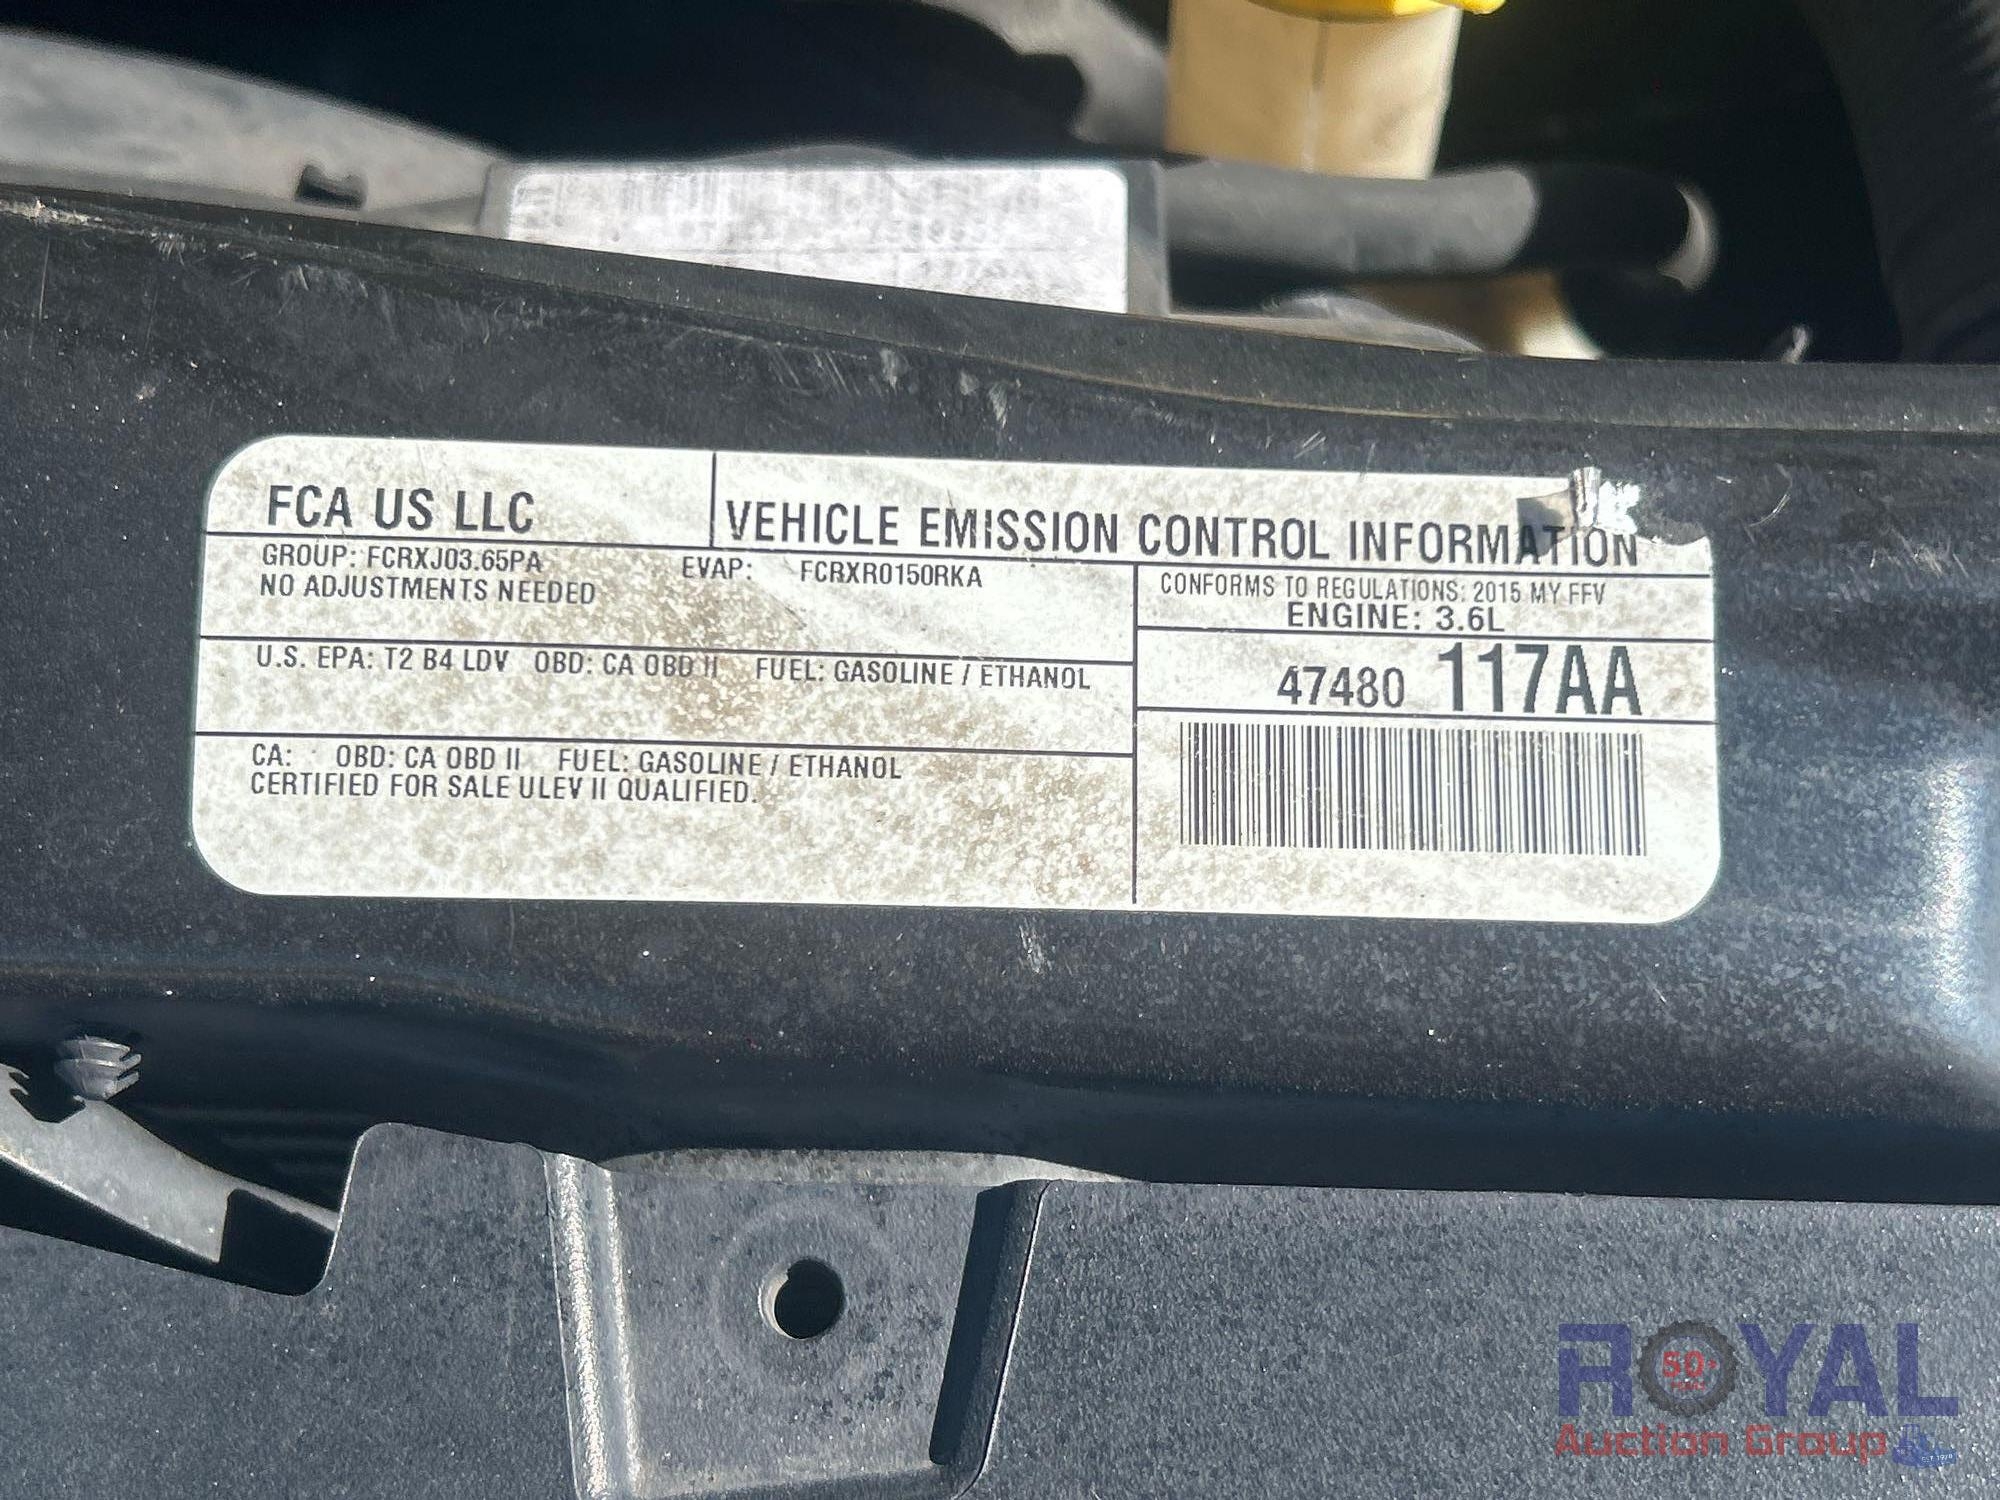 FCA US LLC
VEHICLE EMISSION CONTROL INFORMATION
GROUP: FCRXJ03.65PA EVAP: FCRXR0150RKA
NO ADJUSTMENTS NEEDED
CONFORMS TO REGULATIONS: 2015 MY FFV
ENGINE: 3.6L
U.S. EPA: T2 B4 LDV OBD: CA OBD II FUEL: GASOLINE / ETHANOL
47480 117AA
CA: OBD: CA OBD II FUEL: GASOLINE / ETHANOL
CERTIFIED FOR SALE ULEV II QUALIFIED.
ROYAL
50+
Auction Group